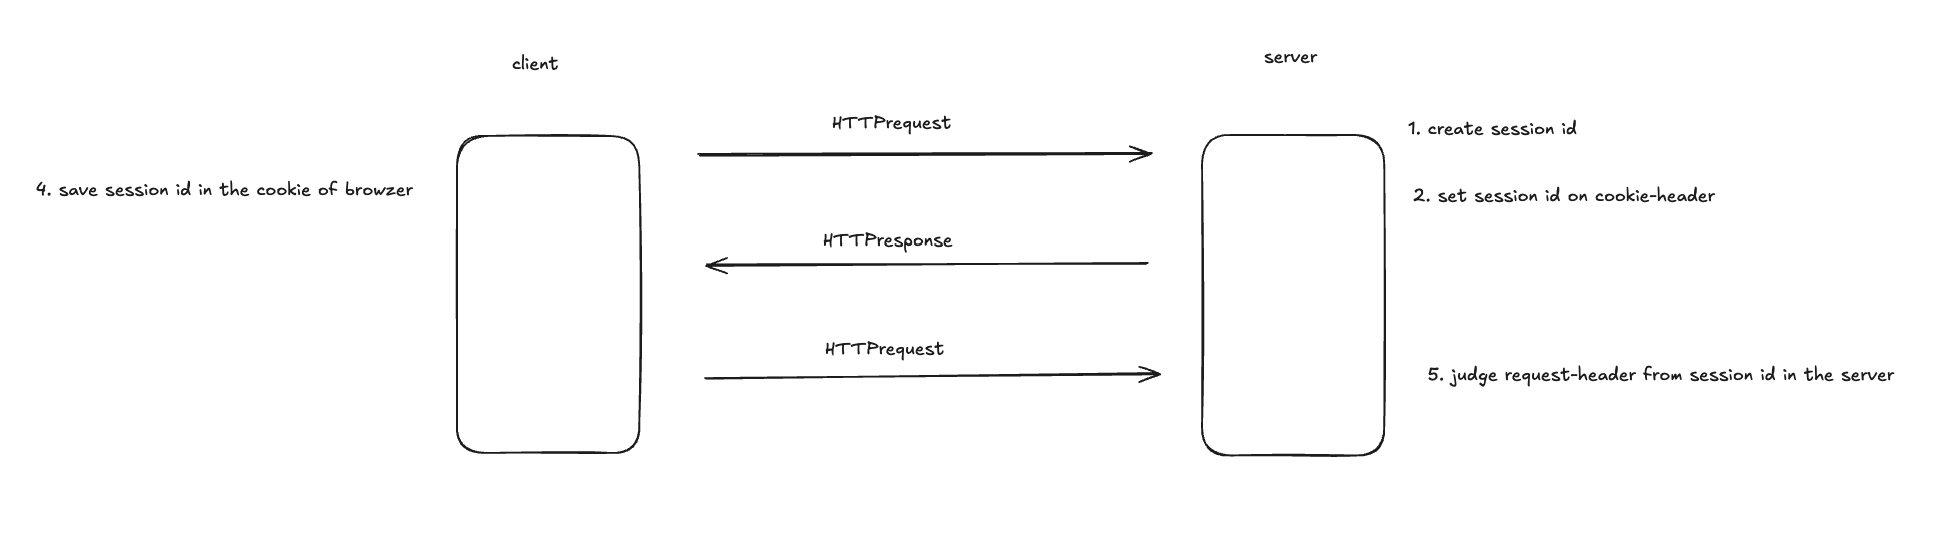 client
server
HTTPrequest
1. create session id
4. save session id in the cookie of browzer
2. set session id on cookie-header
HTTPresponse
HTTPrequest
5. judge request-header from session id in the server